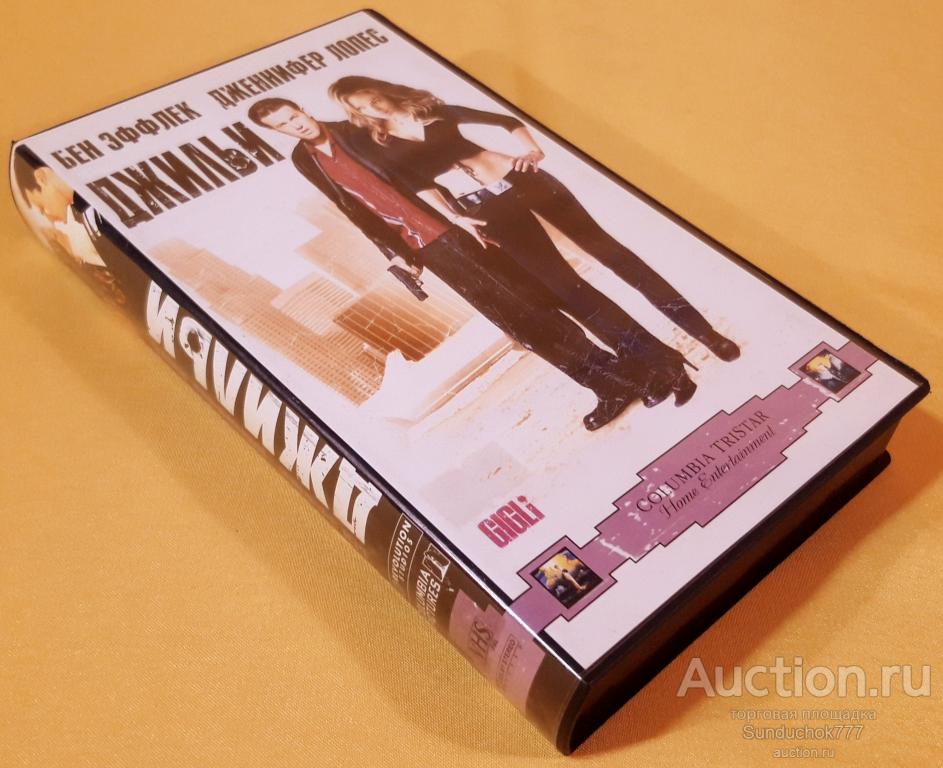 БЕН ЭФФЛЕК ДЖЕННИФЕР ЛОПЕС
ДЖИЛЬИ
GIGLi
COLUMBIA TRISTAR
Home Entertainment
ДЖИЛЬИ
REVOLUTION
STUDIOS
COLUMBIA
PICTURES
VHS
Auction.ru
торговая площадка
Sunduchok777
auction.ru